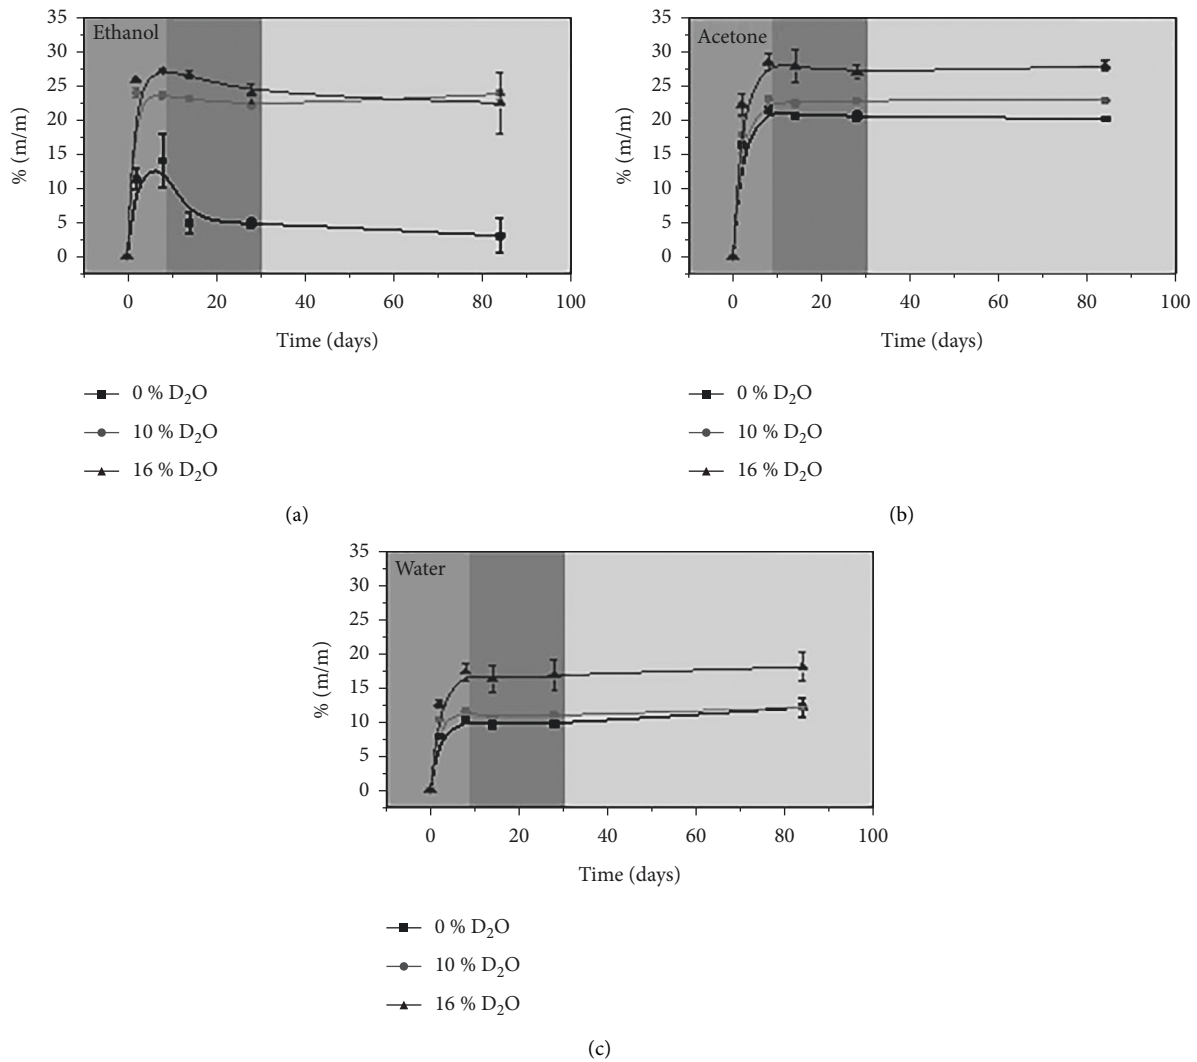 Ethanol
35
30
25
20
15
10
5
0
% (m/m)
0 20 40 60 80 100
Time (days)
0 % D₂O
10 % D₂O
16 % D₂O
(a)
Acetone
35
30
25
20
15
10
5
0
% (m/m)
0 20 40 60 80 100
Time (days)
0 % D₂O
10 % D₂O
16 % D₂O
(b)
Water
35
30
25
20
15
10
5
0
% (m/m)
0 20 40 60 80 100
Time (days)
0 % D₂O
10 % D₂O
16 % D₂O
(c)